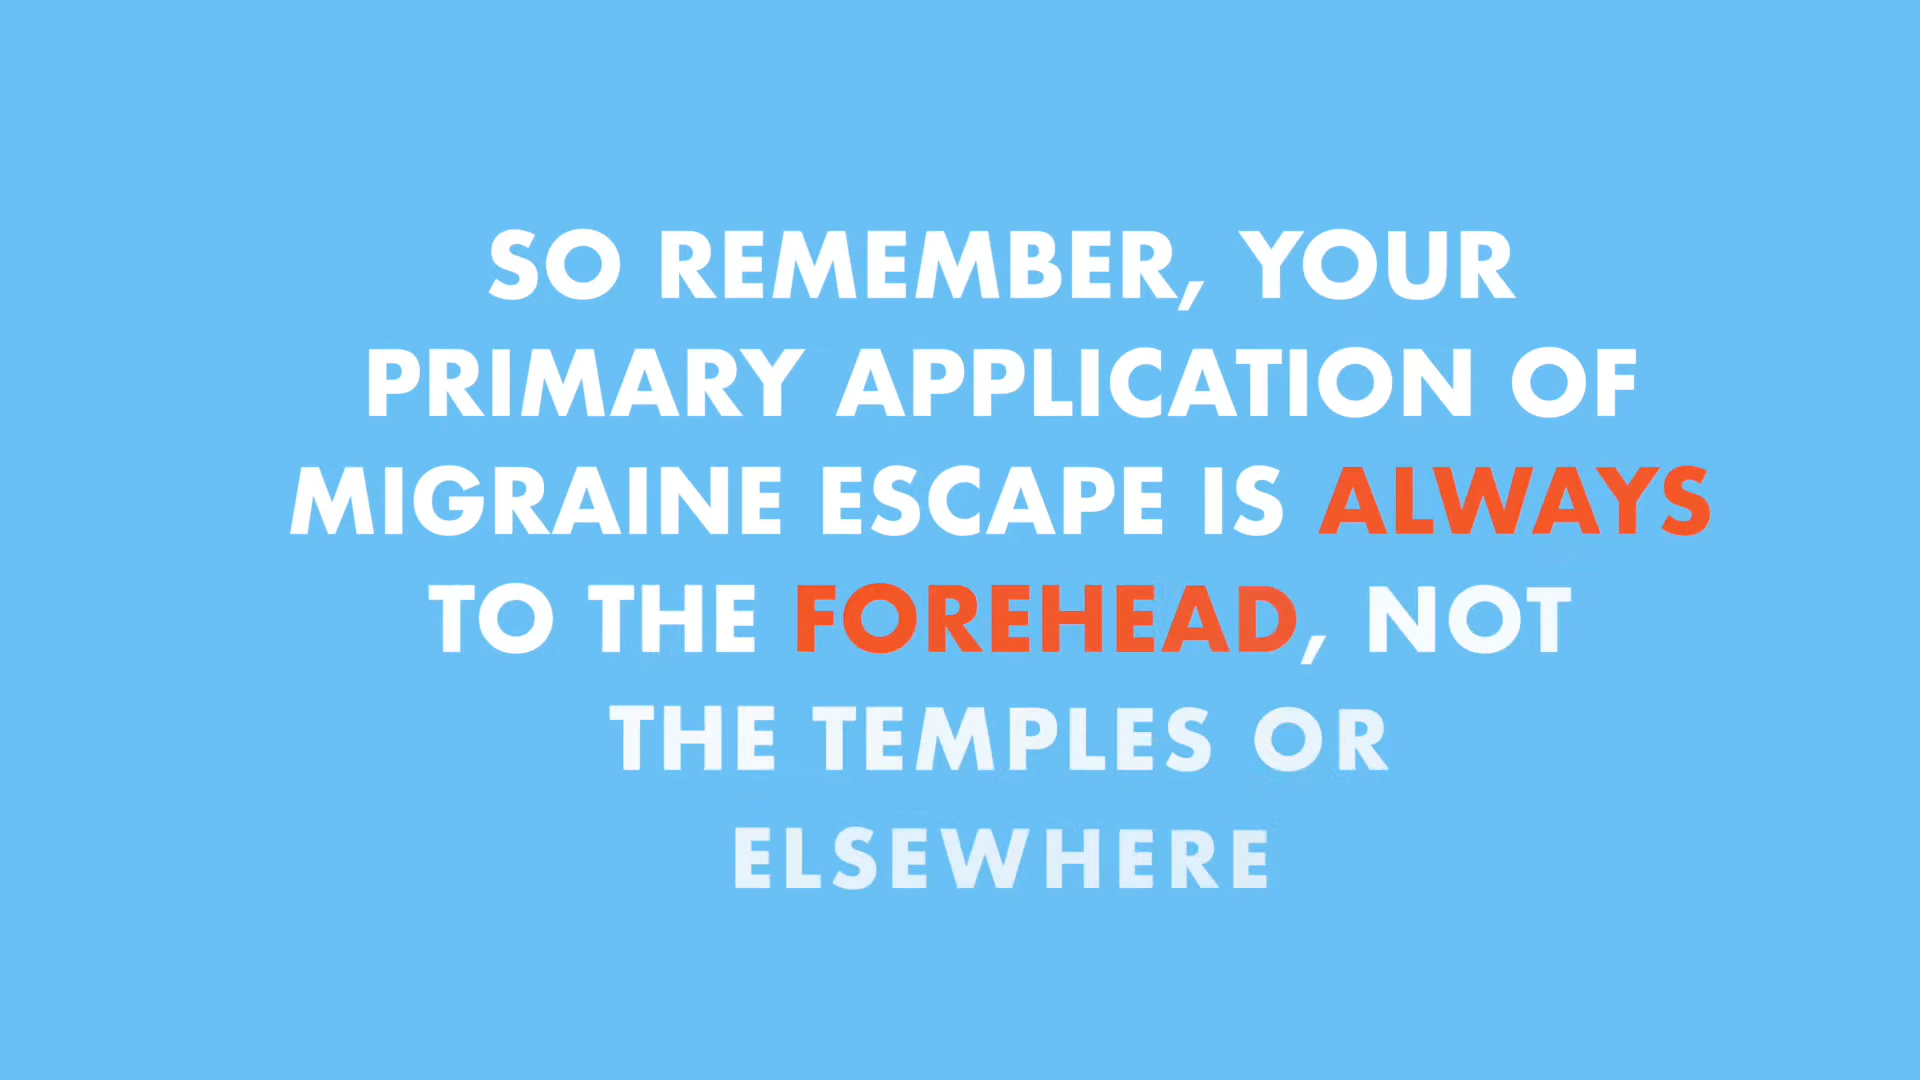 SO REMEMBER, YOUR
PRIMARY APPLICATION OF
MIGRAINE ESCAPE IS ALWAYS
TO THE FOREHEAD, NOT
THE TEMPLES OR
ELSEWHERE